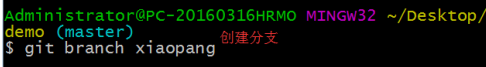 Administrator@PC-20160316HRMO MINGW32 ~/Desktop/
demo (master)
创建分支
$ git branch xiaopang